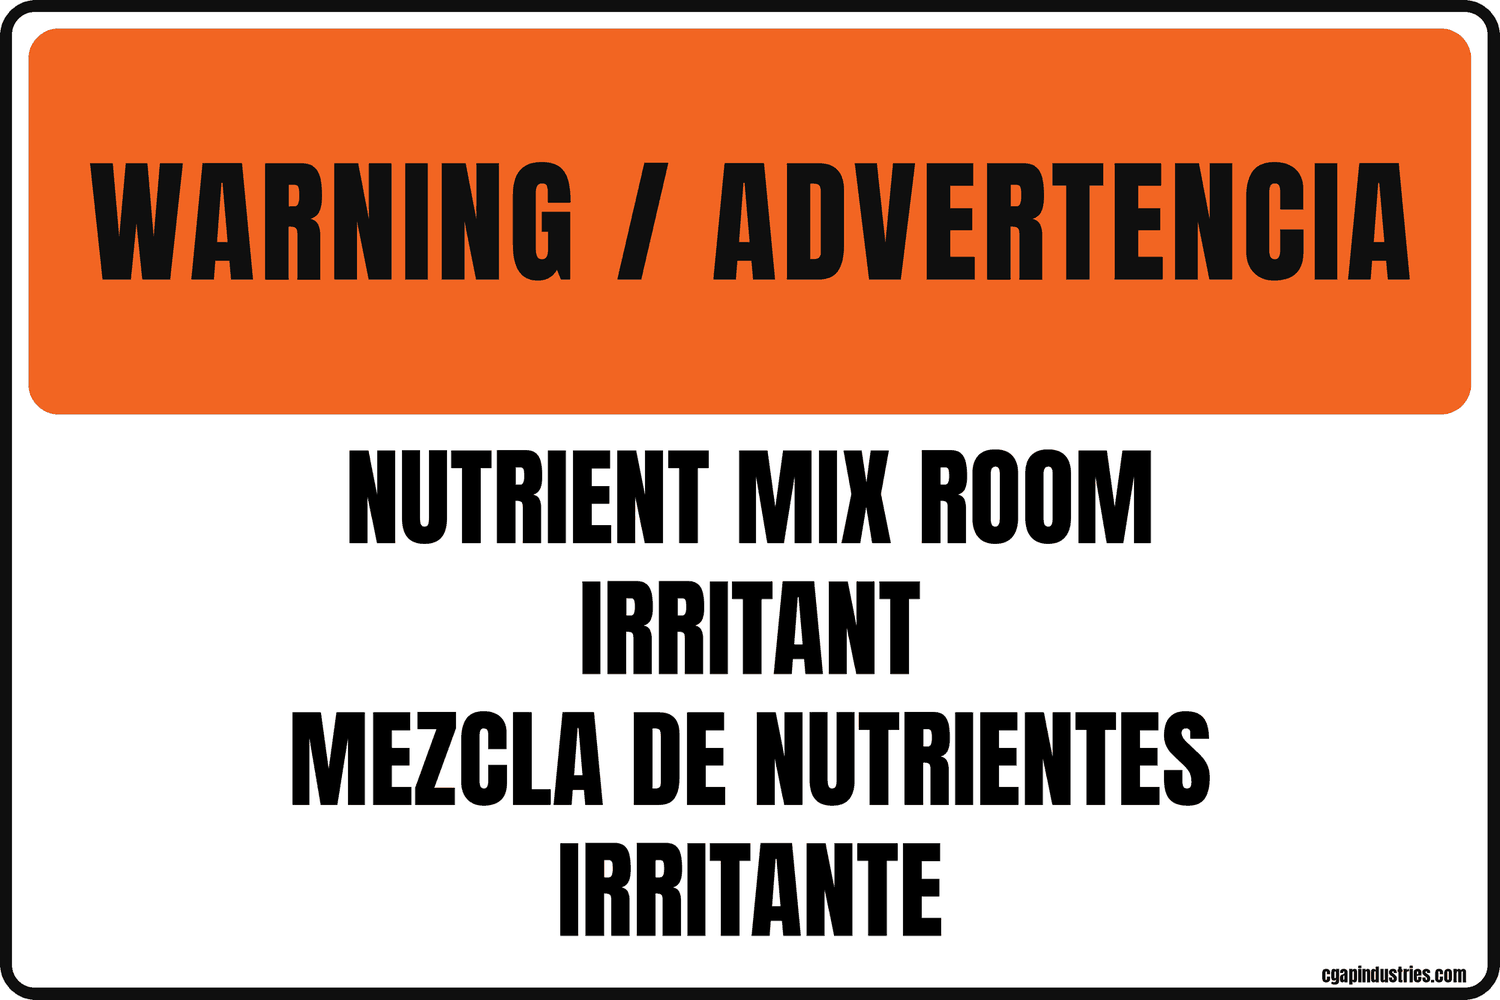 WARNING / ADVERTENCIA
NUTRIENT MIX ROOM
IRRITANT
MEZCLA DE NUTRIENTES
IRRITANTE
cgapindustries.com